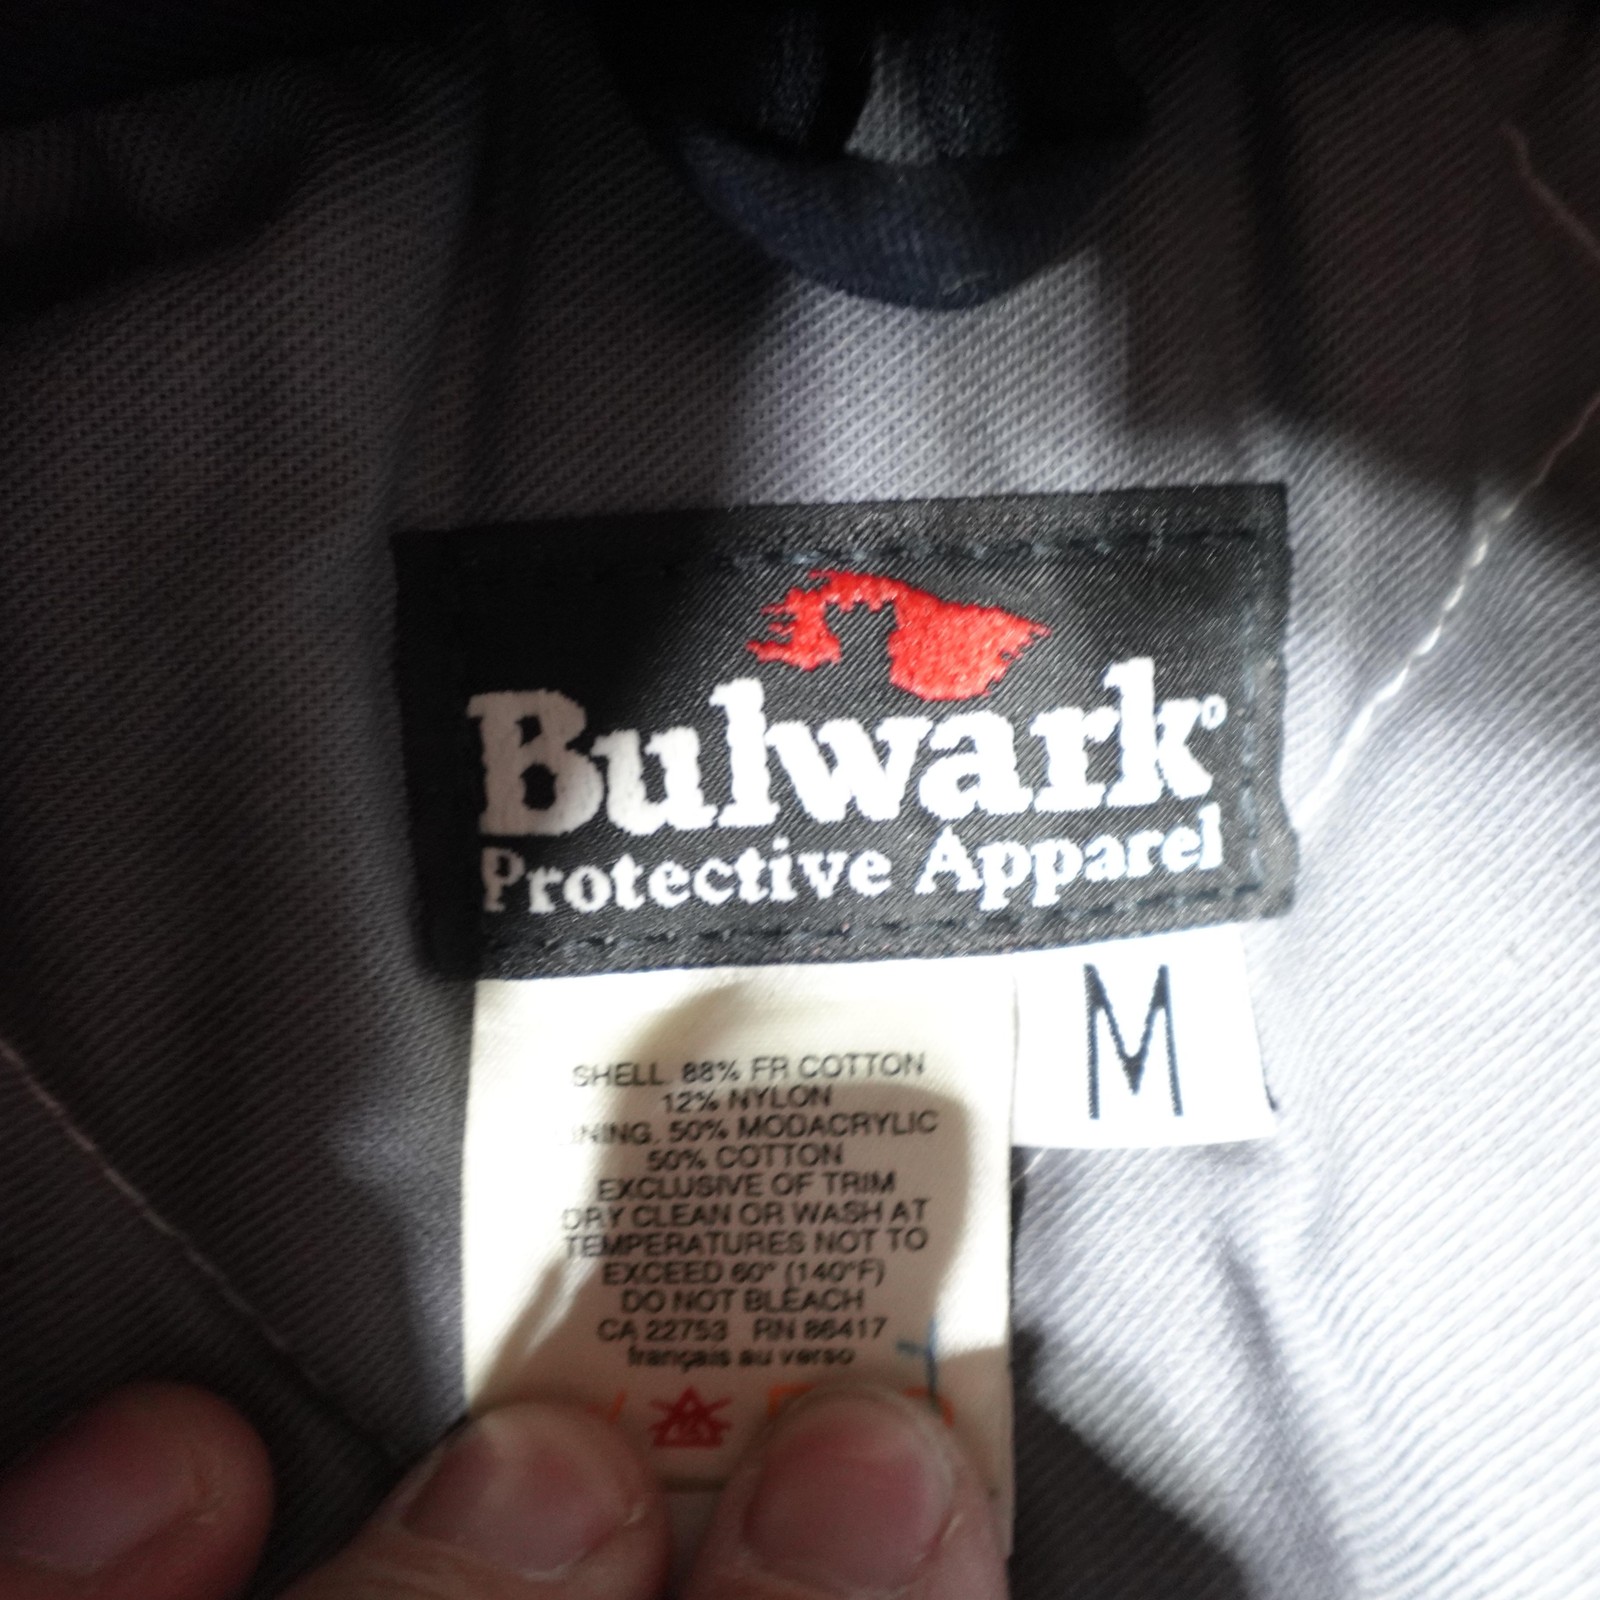 Bulwark®
Protective Apparel
M
SHELL. 88% FR COTTON
12% NYLON
LINING. 50% MODACRYLIC
50% COTTON
EXCLUSIVE OF TRIM
DRY CLEAN OR WASH AT
TEMPERATURES NOT TO
EXCEED 60° (140°F)
DO NOT BLEACH
CA 22753 RN 86417
français au verso